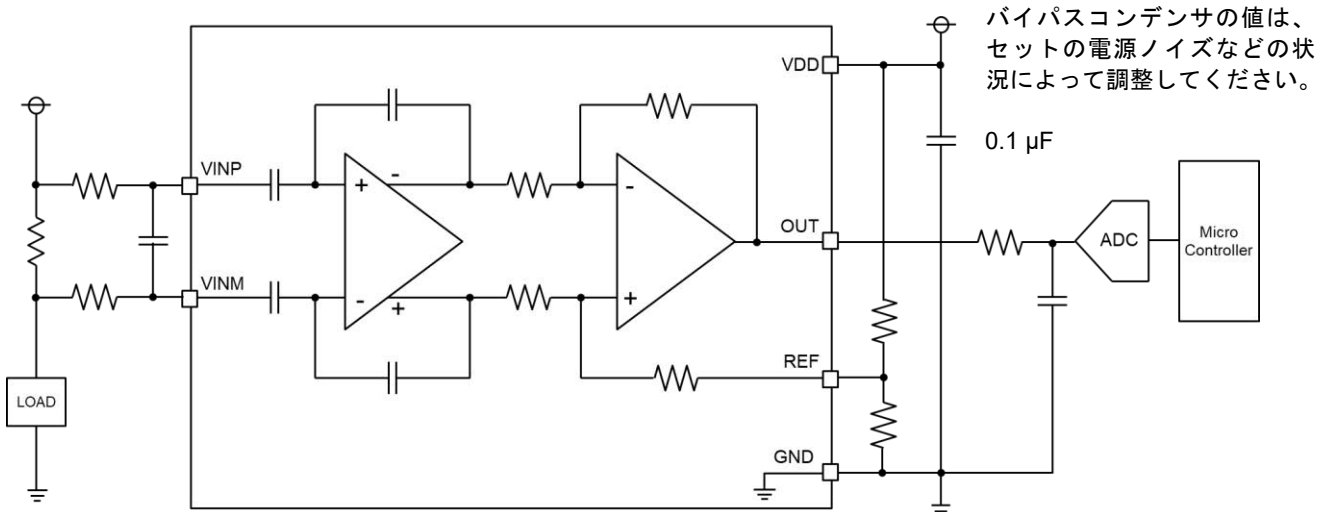 バイパスコンデンサの値は、
セットの電源ノイズなどの状
況によって調整してください。
VDD
0.1 µF
VINP
+
-
-
OUT
ADC
Micro
Controller
VINM
-
+
+
REF
LOAD
GND